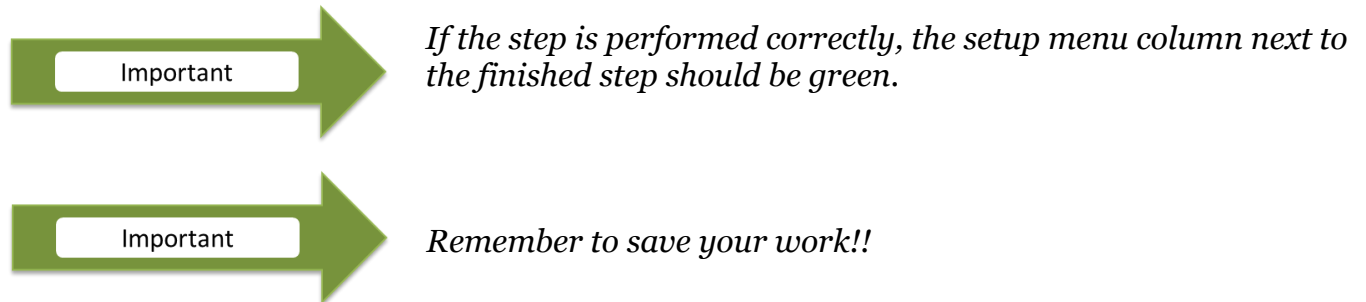 Important
If the step is performed correctly, the setup menu column next to
the finished step should be green.
Important
Remember to save your work!!